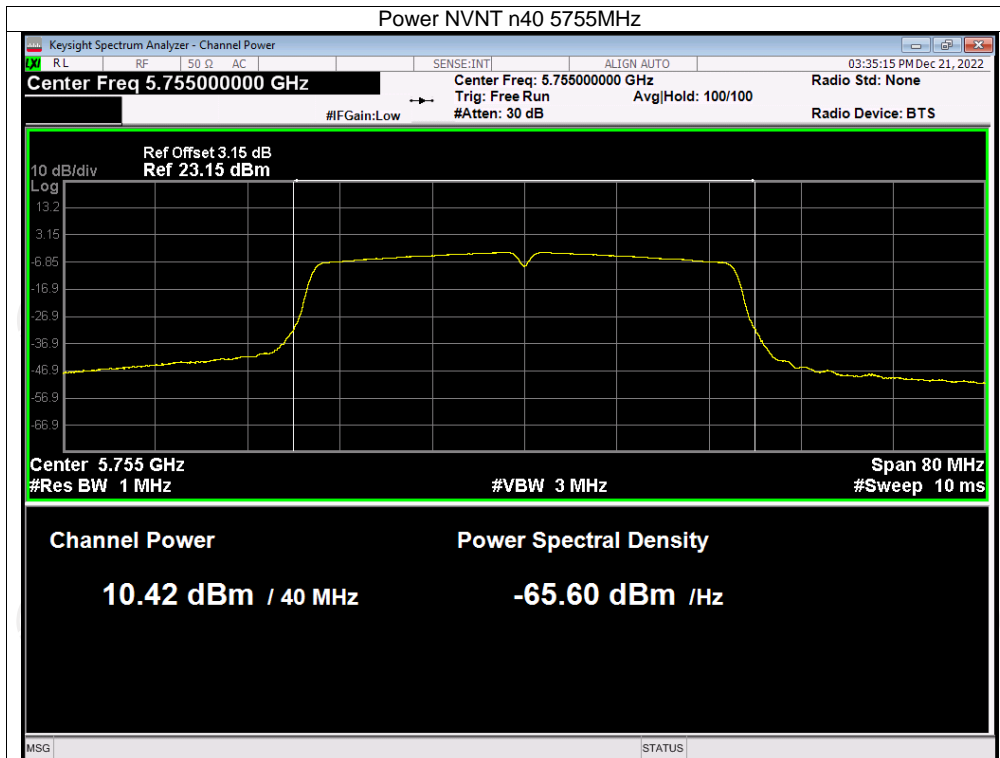 Power NVNT n40 5755MHz
Keysight Spectrum Analyzer - Channel Power
LXI RL RF 50 Ω AC SENSE:INT ALIGN AUTO 03:35:15 PM Dec 21, 2022
Center Freq 5.755000000 GHz
Center Freq: 5.755000000 GHz
Radio Std: None
Trig: Free Run Avg|Hold: 100/100
#IFGain:Low #Atten: 30 dB Radio Device: BTS
Ref Offset 3.15 dB
10 dB/div Ref 23.15 dBm
Log
13.2
3.15
-6.85
-16.9
-26.9
-36.9
-46.9
-56.9
-66.9
Center 5.755 GHz Span 80 MHz
#Res BW 1 MHz #VBW 3 MHz #Sweep 10 ms
Channel Power Power Spectral Density
10.42 dBm / 40 MHz -65.60 dBm /Hz
MSG STATUS